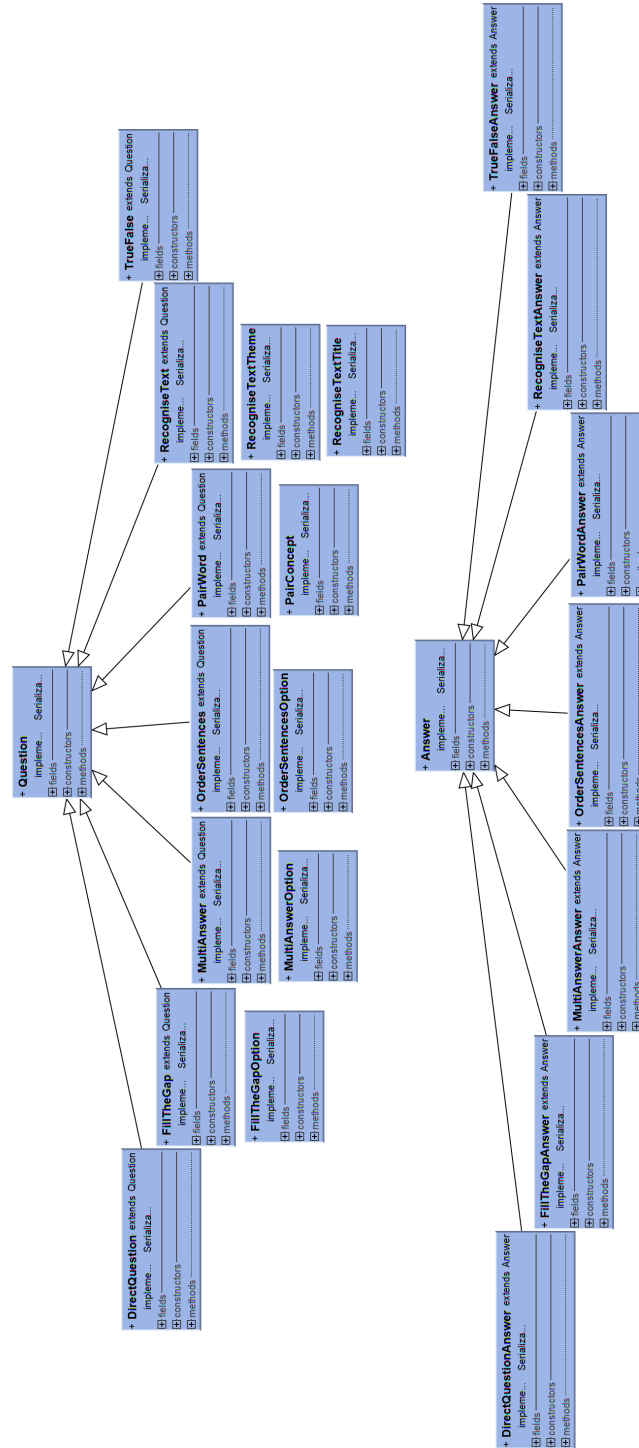 + Question
impleme... Serializa...
fields
constructors
methods
+ DirectQuestion extends Question
impleme... Serializa...
fields
constructors
methods
+ FillTheGap extends Question
impleme... Serializa...
fields
constructors
methods
+ MultiAnswer extends Question
impleme... Serializa...
fields
constructors
methods
+ OrderSentences extends Question
impleme... Serializa...
fields
constructors
methods
+ PairWord extends Question
impleme... Serializa...
fields
constructors
methods
+ RecogniseText extends Question
impleme... Serializa...
fields
constructors
methods
+ TrueFalse extends Question
impleme... Serializa...
fields
constructors
methods
+ FillTheGapOption
impleme... Serializa...
fields
constructors
methods
+ MultiAnswerOption
impleme... Serializa...
fields
constructors
methods
+ OrderSentencesOption
impleme... Serializa...
fields
constructors
methods
+ PairConcept
impleme... Serializa...
fields
constructors
methods
+ RecogniseTextTheme
impleme... Serializa...
fields
constructors
methods
+ RecogniseTextTitle
impleme... Serializa...
fields
constructors
methods
+ Answer
impleme... Serializa...
fields
constructors
methods
+ DirectQuestionAnswer extends Answer
impleme... Serializa...
fields
constructors
methods
+ FillTheGapAnswer extends Answer
impleme... Serializa...
fields
constructors
methods
+ MultiAnswerAnswer extends Answer
impleme... Serializa...
fields
constructors
methods
+ OrderSentencesAnswer extends Answer
impleme... Serializa...
fields
constructors
methods
+ PairWordAnswer extends Answer
impleme... Serializa...
fields
constructors
+ RecogniseTextAnswer extends Answer
impleme... Serializa...
fields
constructors
methods
+ TrueFalseAnswer extends Answer
impleme... Serializa...
fields
constructors
methods